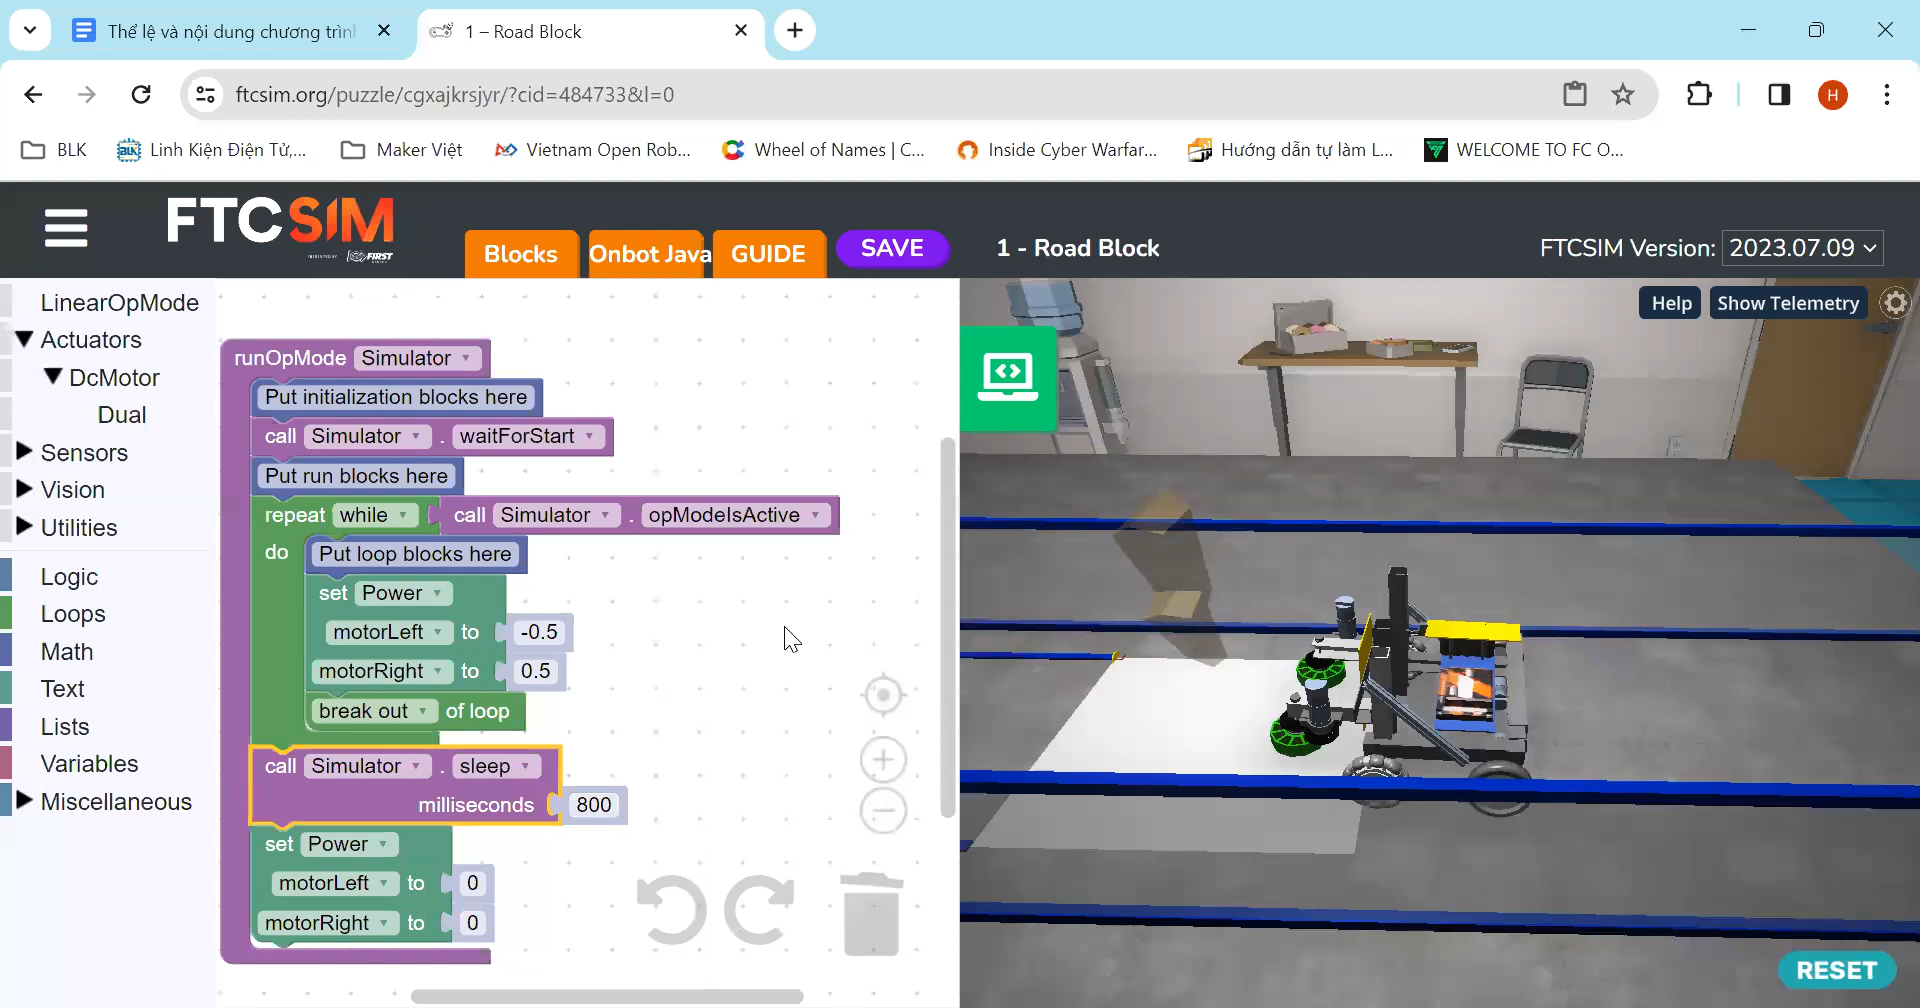 Thể lệ và nội dung chương trìn
1 – Road Block
ftcsim.org/puzzle/cgxajkrsjyr/?cid=484733&l=0
H
BLK
Linh Kiện Điện Tử,...
Maker Việt
Vietnam Open Rob...
Wheel of Names | C...
Inside Cyber Warfar...
Hướng dẫn tự làm L...
WELCOME TO FC O...
FTCSIM
FIRST
Blocks
Onbot Java
GUIDE
SAVE
1 - Road Block
FTCSIM Version: 2023.07.09
LinearOpMode
Actuators
DcMotor
Dual
Sensors
Vision
Utilities
Logic
Loops
Math
Text
Lists
Variables
Miscellaneous
runOpMode Simulator
Put initialization blocks here
call Simulator . waitForStart
Put run blocks here
repeat while call Simulator . opModeIsActive
do Put loop blocks here
set Power
motorLeft to -0.5
motorRight to 0.5
break out of loop
call Simulator . sleep
milliseconds 800
set Power
motorLeft to 0
motorRight to 0
Help
Show Telemetry
RESET